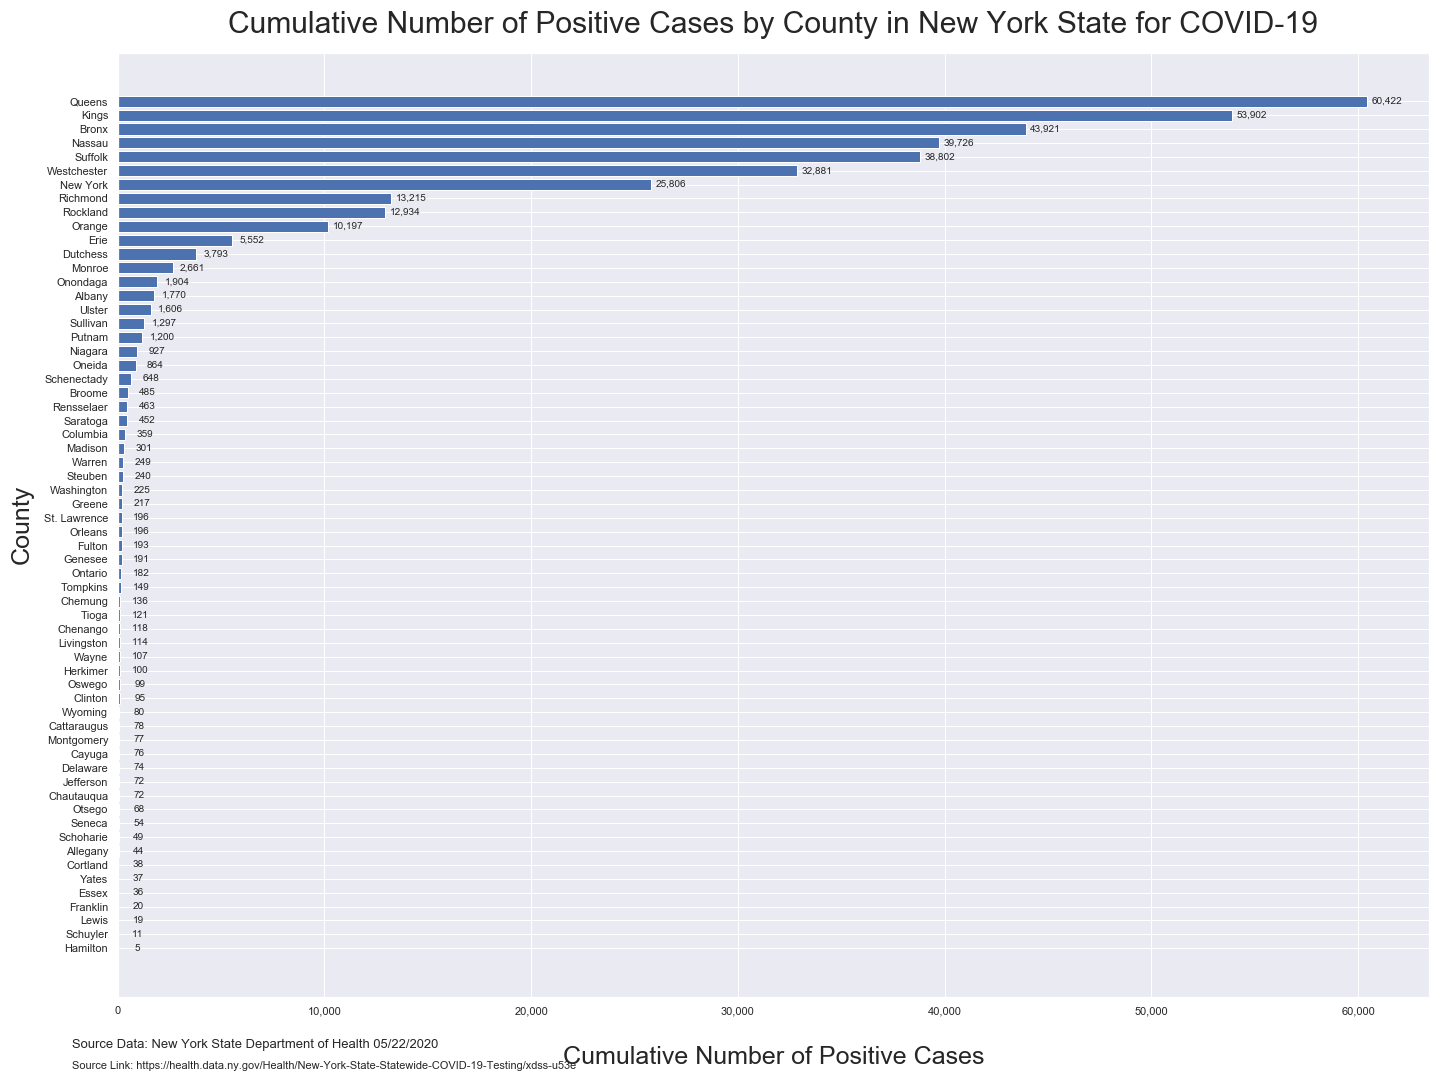 Cumulative Number of Positive Cases by County in New York State for COVID-19
County
Queens 60,422
Kings 53,902
Bronx 43,921
Nassau 39,726
Suffolk 38,802
Westchester 32,881
New York 25,806
Richmond 13,215
Rockland 12,934
Orange 10,197
Erie 5,552
Dutchess 3,793
Monroe 2,661
Onondaga 1,904
Albany 1,770
Ulster 1,606
Sullivan 1,297
Putnam 1,200
Niagara 927
Oneida 864
Schenectady 648
Broome 485
Rensselaer 463
Saratoga 452
Columbia 359
Madison 301
Warren 249
Steuben 240
Washington 225
Greene 217
St. Lawrence 196
Orleans 196
Fulton 193
Genesee 191
Ontario 182
Tompkins 149
Chemung 136
Tioga 121
Chenango 118
Livingston 114
Wayne 107
Herkimer 100
Oswego 99
Clinton 95
Wyoming 80
Cattaraugus 78
Montgomery 77
Cayuga 76
Delaware 74
Jefferson 72
Chautauqua 72
Otsego 68
Seneca 54
Schoharie 49
Allegany 44
Cortland 38
Yates 37
Essex 36
Franklin 20
Lewis 19
Schuyler 11
Hamilton 5
0 10,000 20,000 30,000 40,000 50,000 60,000
Cumulative Number of Positive Cases
Source Data: New York State Department of Health 05/22/2020
Source Link: https://health.data.ny.gov/Health/New-York-State-Statewide-COVID-19-Testing/xdss-u53e